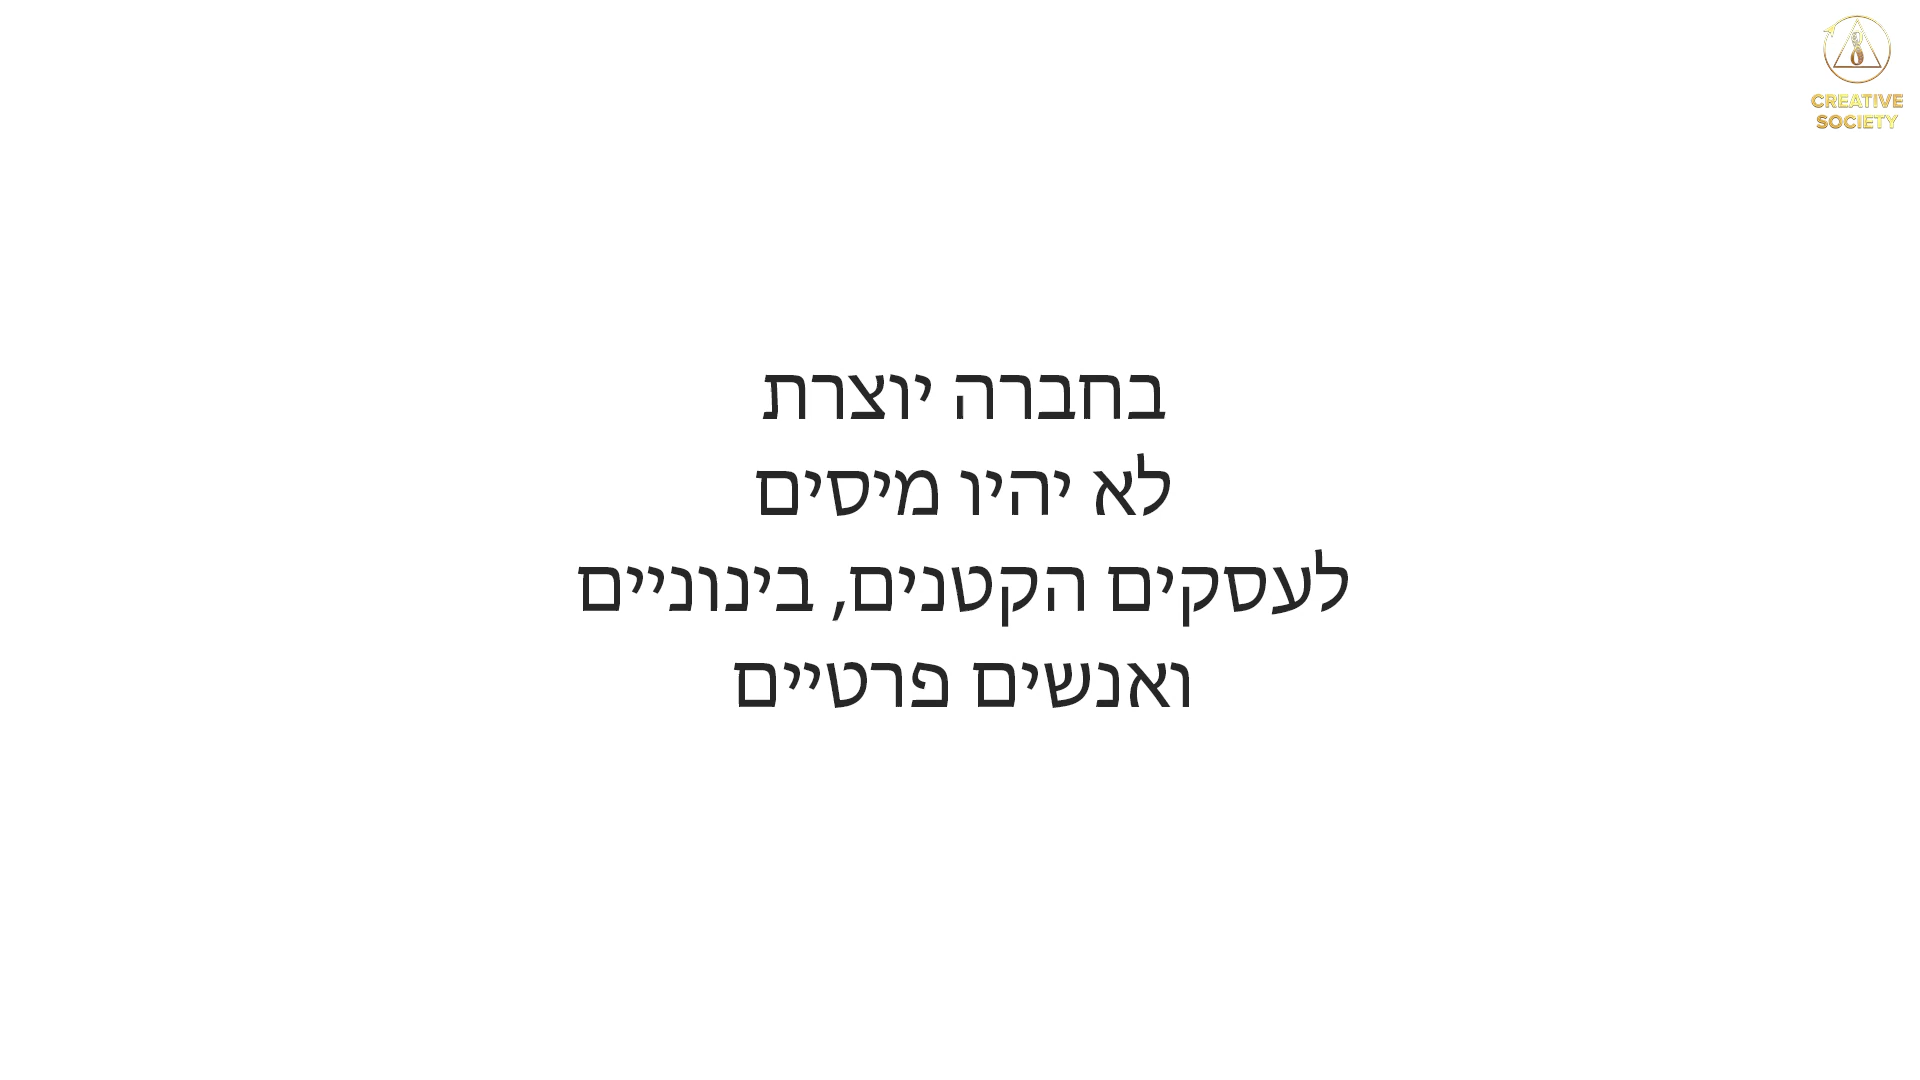 CREATIVE
SOCIETY
בחברה יוצרת
לא יהיו מיסים
לעסקים הקטנים, בינוניים
ואנשים פרטיים